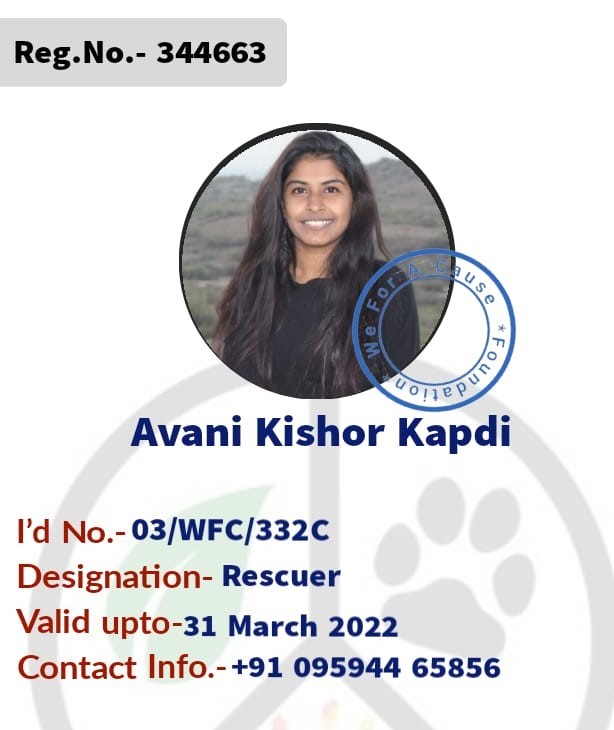 Reg.No.- 344663
We For A Cause * Foundation *
Avani Kishor Kapdi
I'd No.- 03/WFC/332C
Designation- Rescuer
Valid upto-31 March 2022
Contact Info.-+91 095944 65856